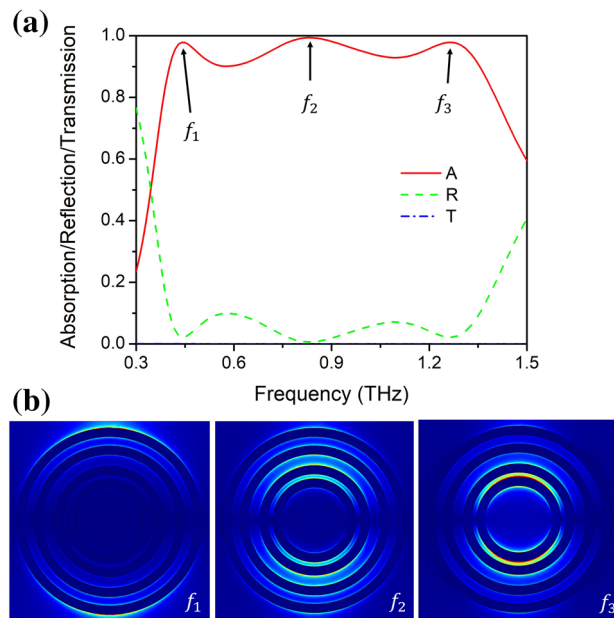 (a)
Absorption/Reflection/Transmission
1.0
0.8
0.6
0.4
0.2
0.0
f₁
f₂
f₃
A
R
T
0.3
0.6
0.9
1.2
1.5
Frequency (THz)
(b)
f₁
f₂
f₃